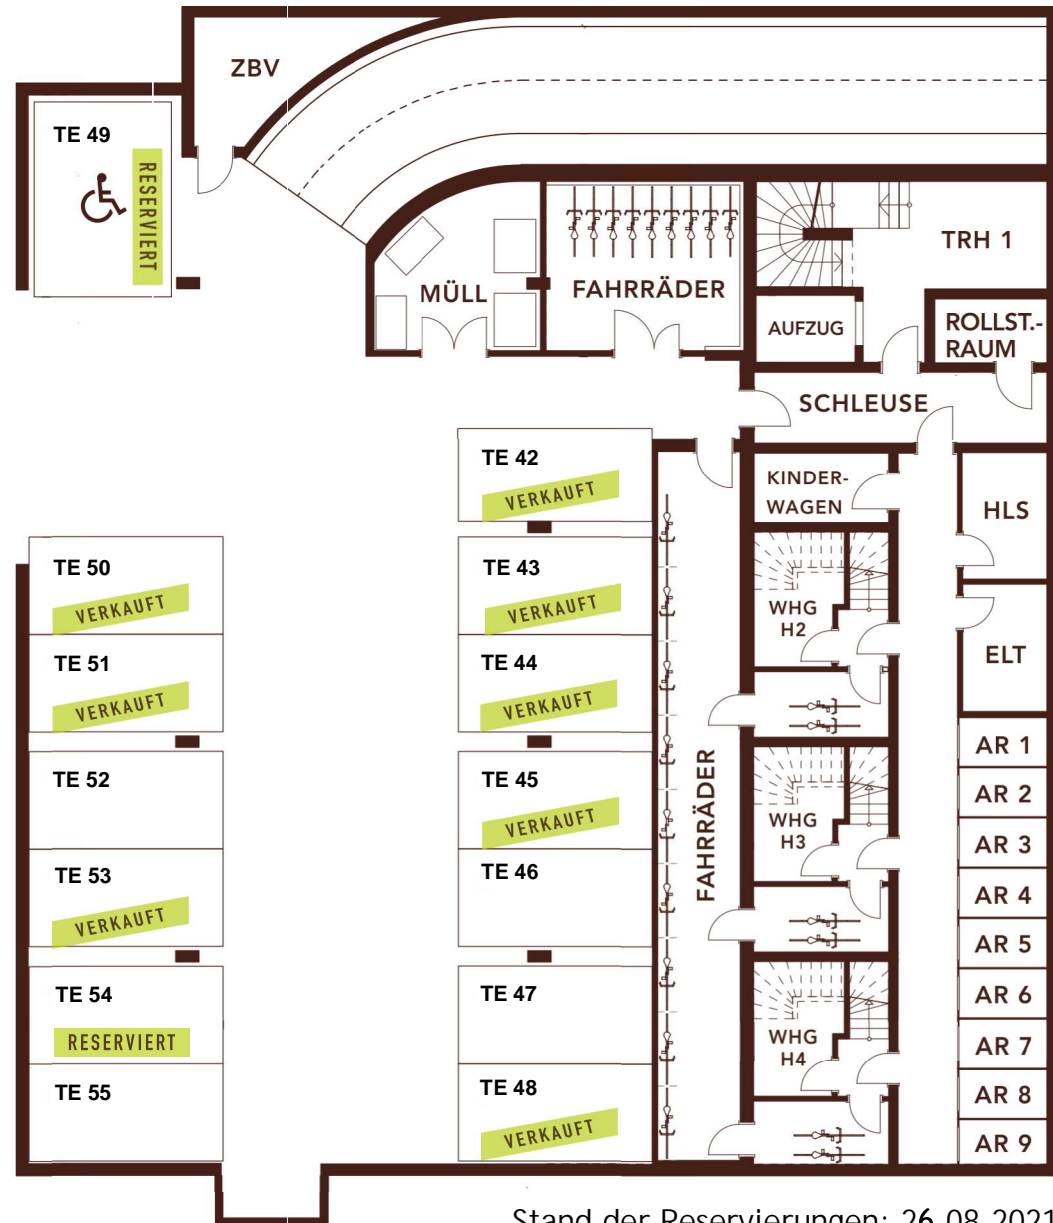 ZBV
TE 49
RESERVIERT
MÜLL
FAHRRÄDER
TRH 1
AUFZUG
ROLLST.-
RAUM
SCHLEUSE
TE 42
VERKAUFT
KINDER-
WAGEN
HLS
TE 50
VERKAUFT
TE 43
VERKAUFT
WHG
H2
TE 51
VERKAUFT
TE 44
VERKAUFT
ELT
FAHRRÄDER
TE 52
TE 45
VERKAUFT
WHG
H3
TE 53
VERKAUFT
TE 46
TE 54
RESERVIERT
TE 47
WHG
H4
TE 55
TE 48
VERKAUFT
AR 1
AR 2
AR 3
AR 4
AR 5
AR 6
AR 7
AR 8
AR 9
Stand der Reservierungen: 26.08.2021